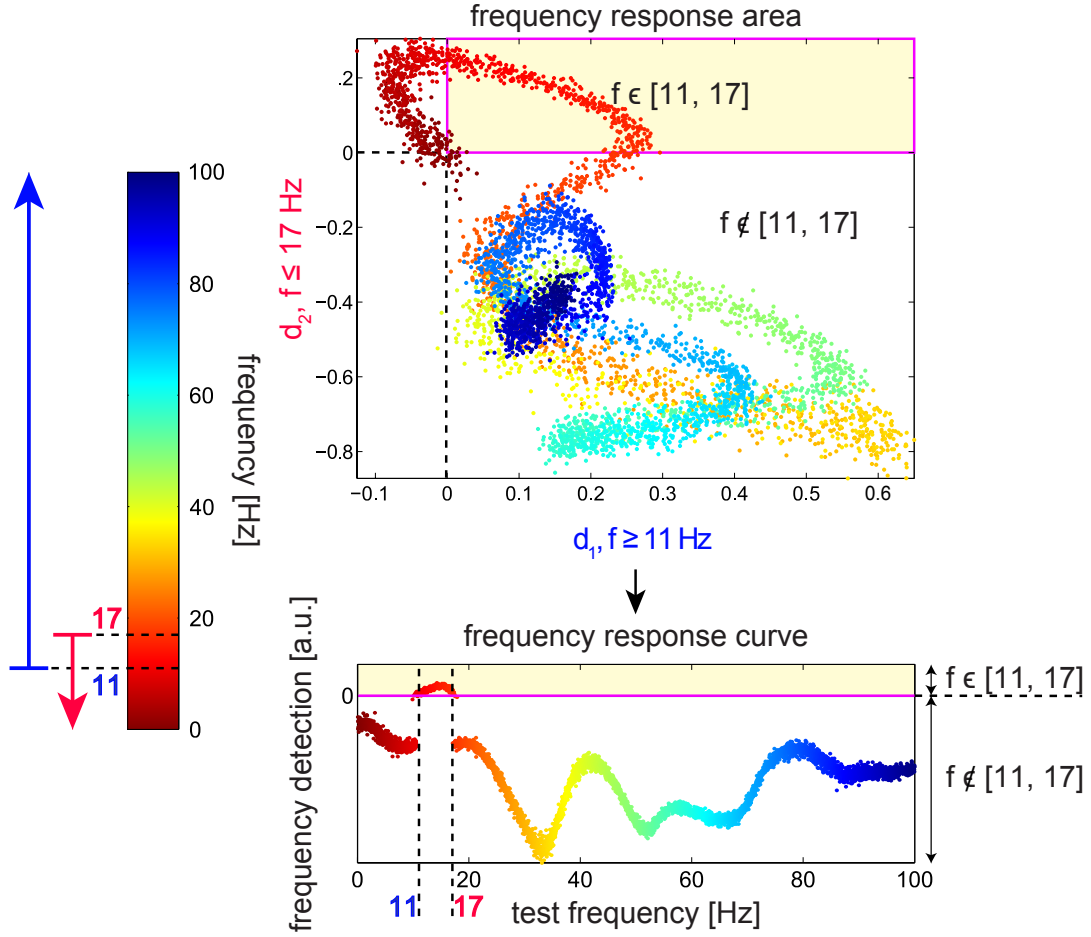 frequency response area
.2
0
−0.2
−0.4
−0.6
−0.8
f ϵ [11, 17]
f ∉ [11, 17]
d2, f ≤ 17 Hz
−0.1 0 0.1 0.2 0.3 0.4 0.5 0.6
d1, f ≥ 11 Hz
100
80
60
40
20
0
frequency [Hz]
17
11
frequency response curve
frequency detection [a.u.]
0
f ϵ [11, 17]
f ∉ [11, 17]
0 20 40 60 80 100
11 17 test frequency [Hz]